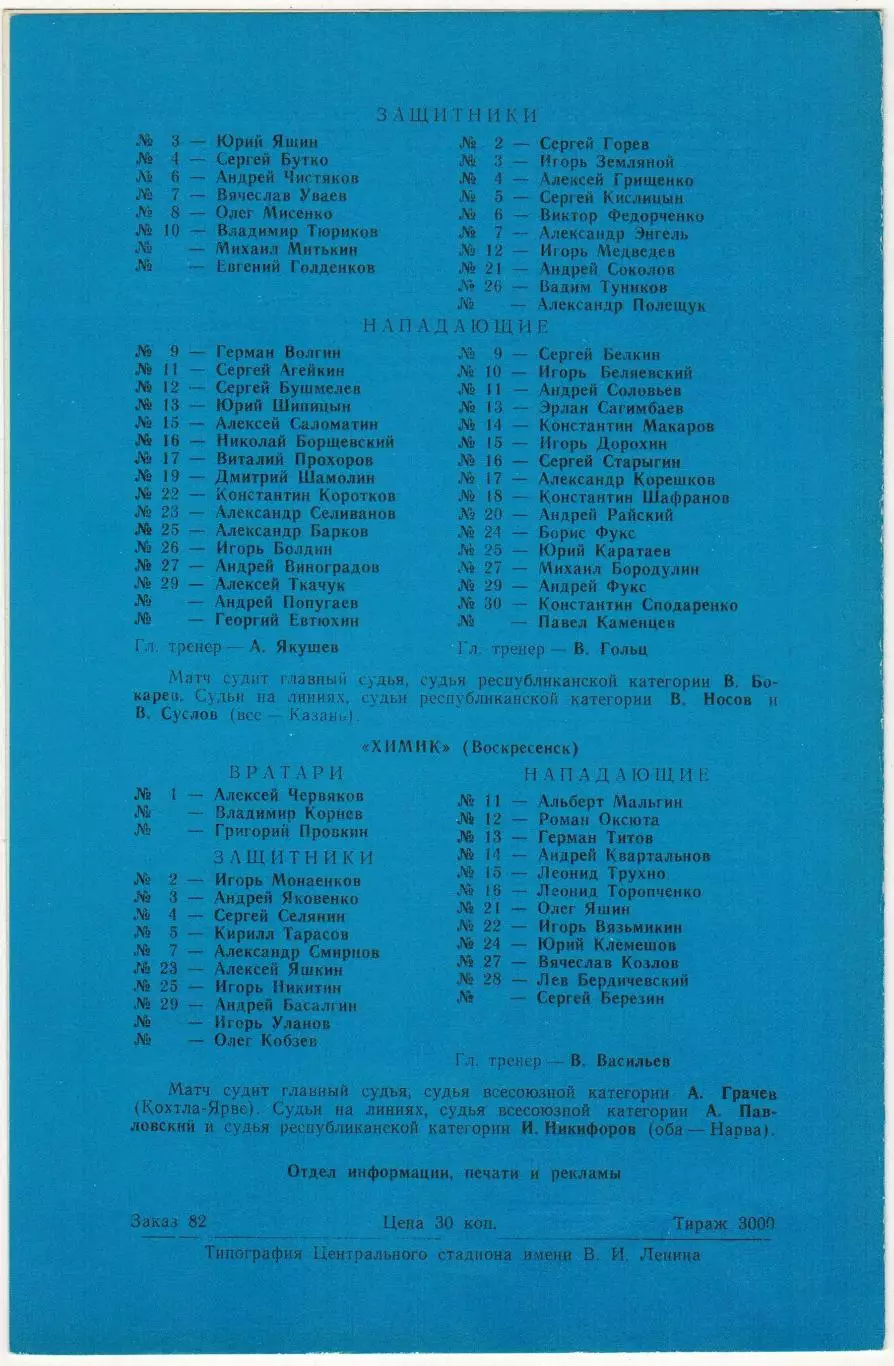 ЗАЩИТНИКИ
№ 3 — Юрий Яшин
№ 4 — Сергей Бутко
№ 6 — Андрей Чистяков
№ 7 — Вячеслав Уваев
№ 8 — Олег Мисенко
№ 10 — Владимир Тюриков
№ — Михаил Митькин
№ — Евгений Голденков
№ 2 — Сергей Горев
№ 3 — Игорь Земляной
№ 4 — Алексей Грищенко
№ 5 — Сергей Кислицын
№ 6 — Виктор Федорченко
№ 7 — Александр Энгель
№ 12 — Игорь Медведев
№ 21 — Андрей Соколов
№ 26 — Вадим Туников
№ — Александр Полещук
НАПАДАЮЩИЕ
№ 9 — Герман Волгин
№ 11 — Сергей Агейкин
№ 12 — Сергей Бушмелев
№ 13 — Юрий Шипицын
№ 15 — Алексей Саломатин
№ 16 — Николай Борщевский
№ 17 — Виталий Прохоров
№ 19 — Дмитрий Шамолин
№ 22 — Константин Коротков
№ 23 — Александр Селиванов
№ 25 — Александр Барков
№ 26 — Игорь Болдин
№ 27 — Андрей Виноградов
№ 29 — Алексей Ткачук
№ — Андрей Попугаев
№ — Георгий Евтюхин
Гл. тренер — А. Якушев
№ 9 — Сергей Белкин
№ 10 — Игорь Беляевский
№ 11 — Андрей Соловьев
№ 13 — Эрлан Сагимбаев
№ 14 — Константин Макаров
№ 15 — Игорь Дорохин
№ 16 — Сергей Старыгин
№ 17 — Александр Корешков
№ 18 — Константин Шафранов
№ 20 — Андрей Райский
№ 24 — Борис Фукс
№ 25 — Юрий Каратаев
№ 27 — Михаил Бородулин
№ 29 — Андрей Фукс
№ 30 — Константин Сподаренко
№ — Павел Каменцев
Гл. тренер — В. Гольц
Матч судит главный судья, судья республиканской категории В. Бо-
карев. Судьи на линиях, судьи республиканской категории В. Носов и
В. Суслов (все — Казань).
«ХИМИК» (Воскресенск)
ВРАТАРИ
№ 1 — Алексей Червяков
№ — Владимир Корнев
№ — Григорий Провкин
ЗАЩИТНИКИ
№ 2 — Игорь Монаенков
№ 3 — Андрей Яковенко
№ 4 — Сергей Селянин
№ 5 — Кирилл Тарасов
№ 7 — Александр Смирнов
№ 23 — Алексей Яшкин
№ 25 — Игорь Никитин
№ 29 — Андрей Басалгин
№ — Игорь Уланов
№ — Олег Кобзев
НАПАДАЮЩИЕ
№ 11 — Альберт Мальгин
№ 12 — Роман Оксюта
№ 13 — Герман Титов
№ 14 — Андрей Квартальнов
№ 15 — Леонид Трухно
№ 16 — Леонид Торопченко
№ 21 — Олег Яшин
№ 22 — Игорь Вязьмикин
№ 24 — Юрий Клемешов
№ 27 — Вячеслав Козлов
№ 28 — Лев Бердичевский
№ — Сергей Березин
Гл. тренер — В. Васильев
Матч судит главный судья, судья всесоюзной категории А. Грачев
(Кохтла-Ярве). Судьи на линиях, судья всесоюзной категории А. Пав-
ловский и судья республиканской категории И. Никифоров (оба — Нарва).
Отдел информации, печати и рекламы
Заказ 82 Цена 30 коп. Тираж 3000
Типография Центрального стадиона имени В. И. Ленина